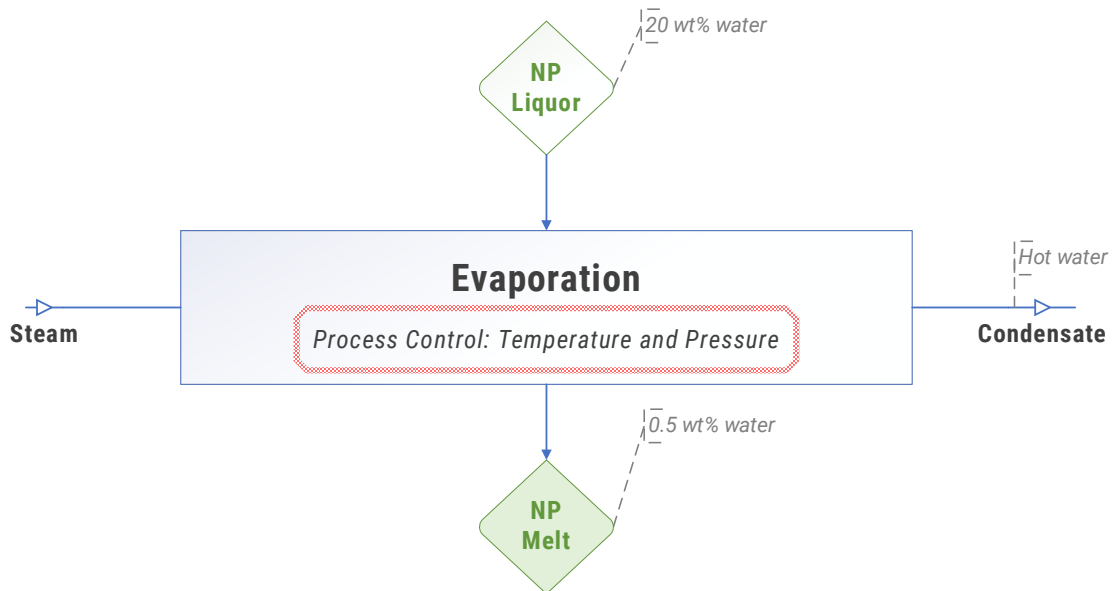 20 wt% water
NP
Liquor
Evaporation
Hot water
Process Control: Temperature and Pressure
Steam
Condensate
0.5 wt% water
NP
Melt